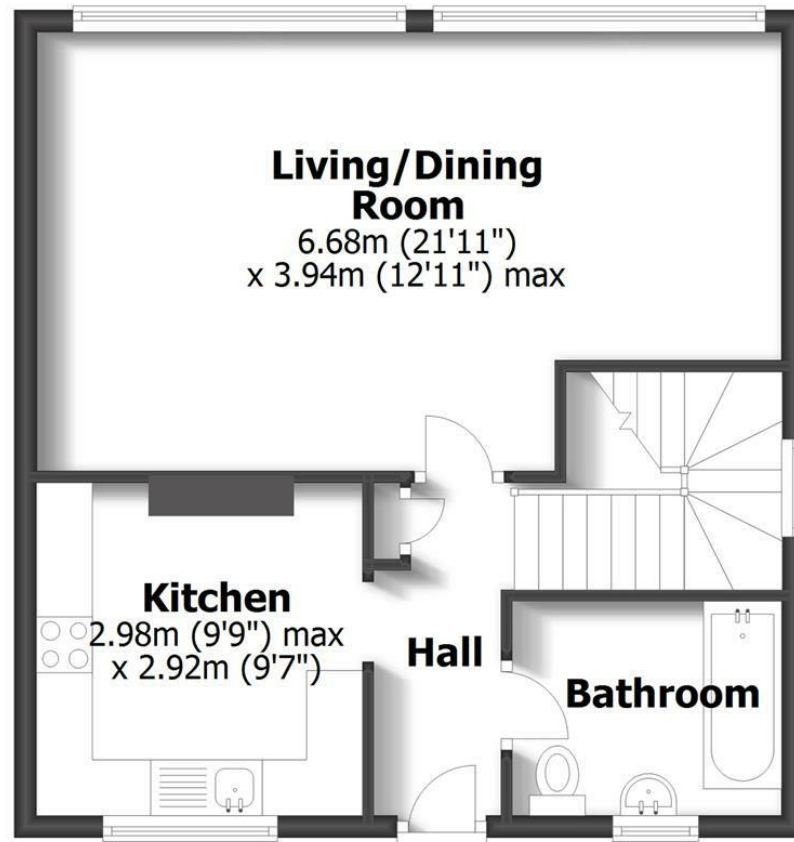 Living/Dining
Room
6.68m (21'11")
x 3.94m (12'11") max
Kitchen
2.98m (9'9") max
x 2.92m (9'7")
Hall
Bathroom